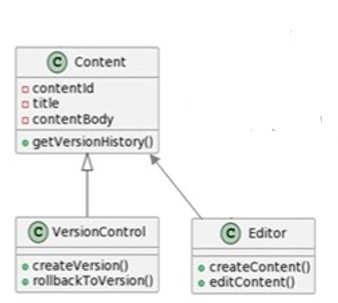 C Content
contentId
title
contentBody
getVersionHistory()
C VersionControl
createVersion()
rollbackToVersion()
C Editor
createContent()
editContent()